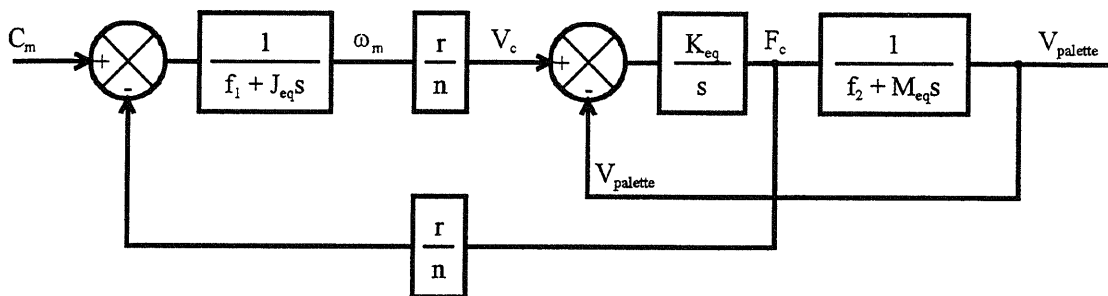 C_m
+
-
1
f_1 + J_eq s
ω_m
r
n
V_c
+
-
K_eq
s
F_c
1
f_2 + M_eq s
V_palette
V_palette
r
n